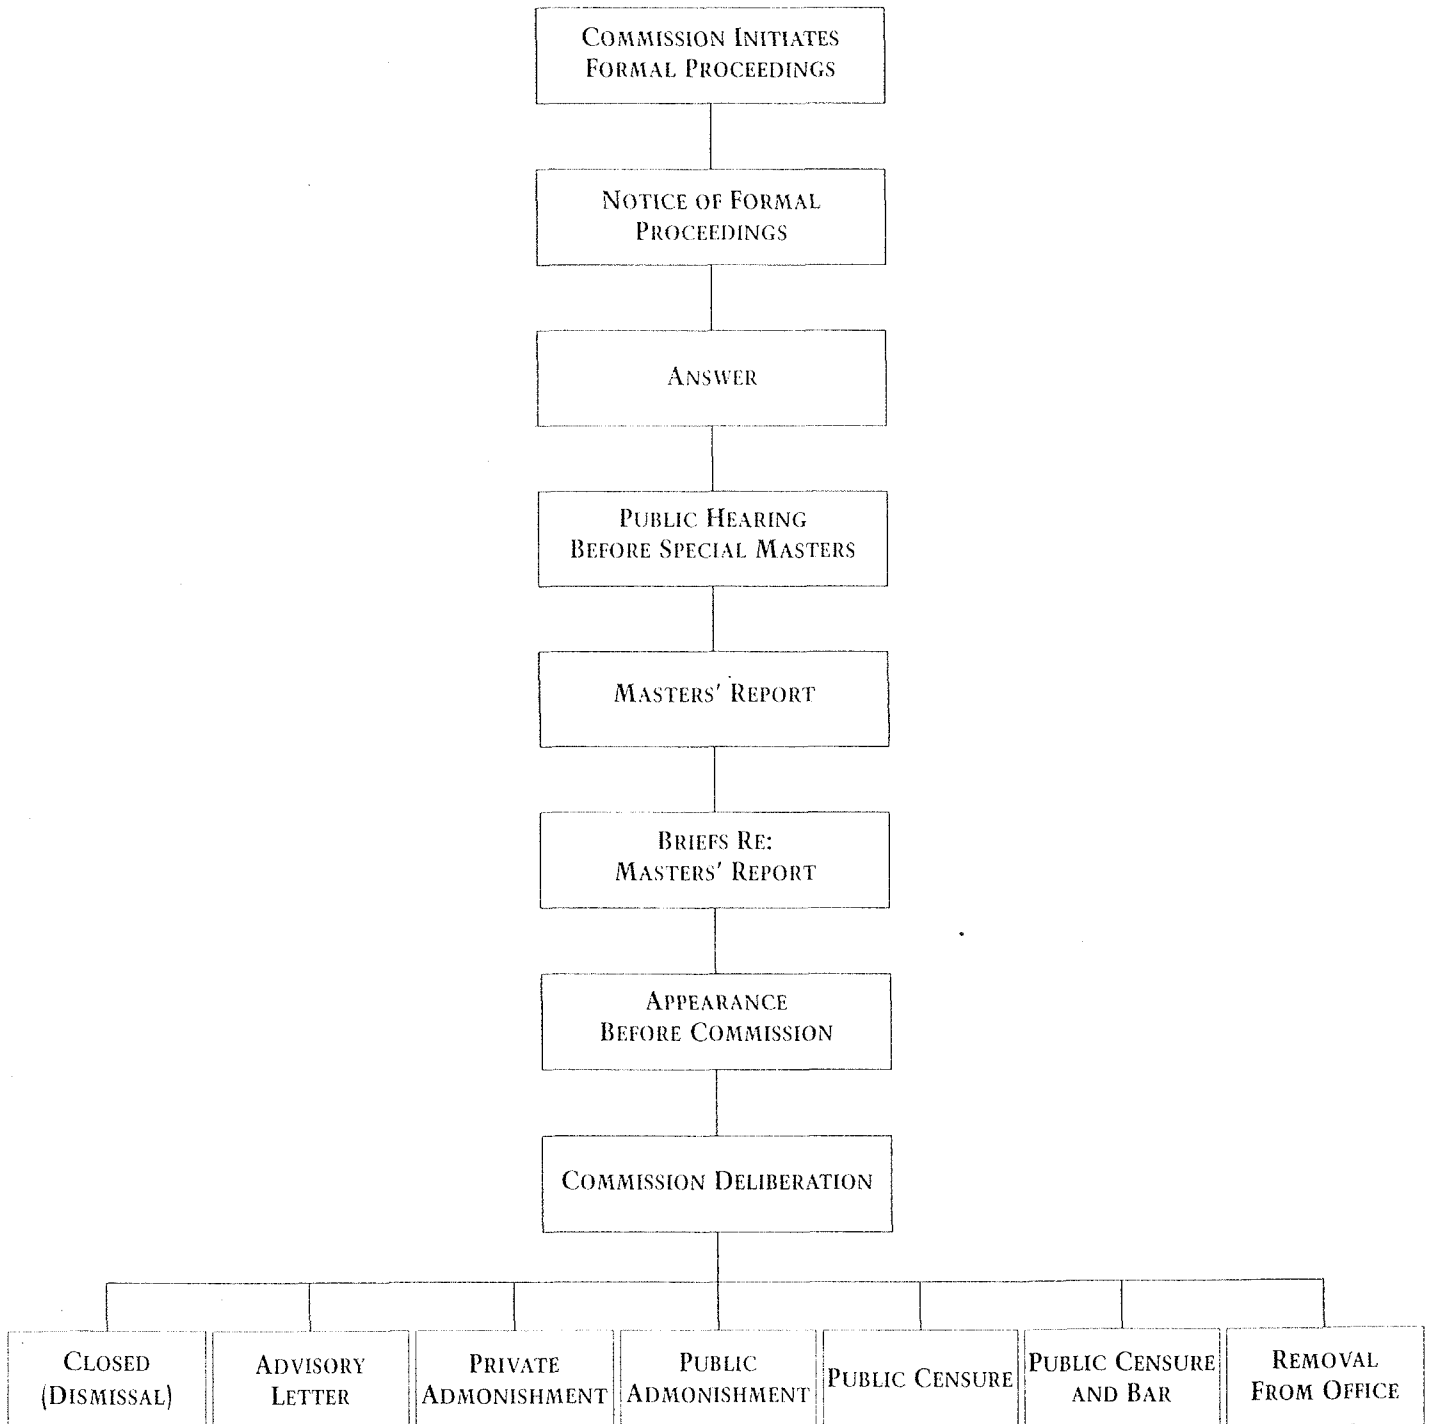 COMMISSION INITIATES
FORMAL PROCEEDINGS
NOTICE OF FORMAL
PROCEEDINGS
ANSWER
PUBLIC HEARING
BEFORE SPECIAL MASTERS
MASTERS' REPORT
BRIEFS RE:
MASTERS' REPORT
APPEARANCE
BEFORE COMMISSION
COMMISSION DELIBERATION
CLOSED
(DISMISSAL)
ADVISORY
LETTER
PRIVATE
ADMONISHMENT
PUBLIC
ADMONISHMENT
PUBLIC CENSURE
PUBLIC CENSURE
AND BAR
REMOVAL
FROM OFFICE